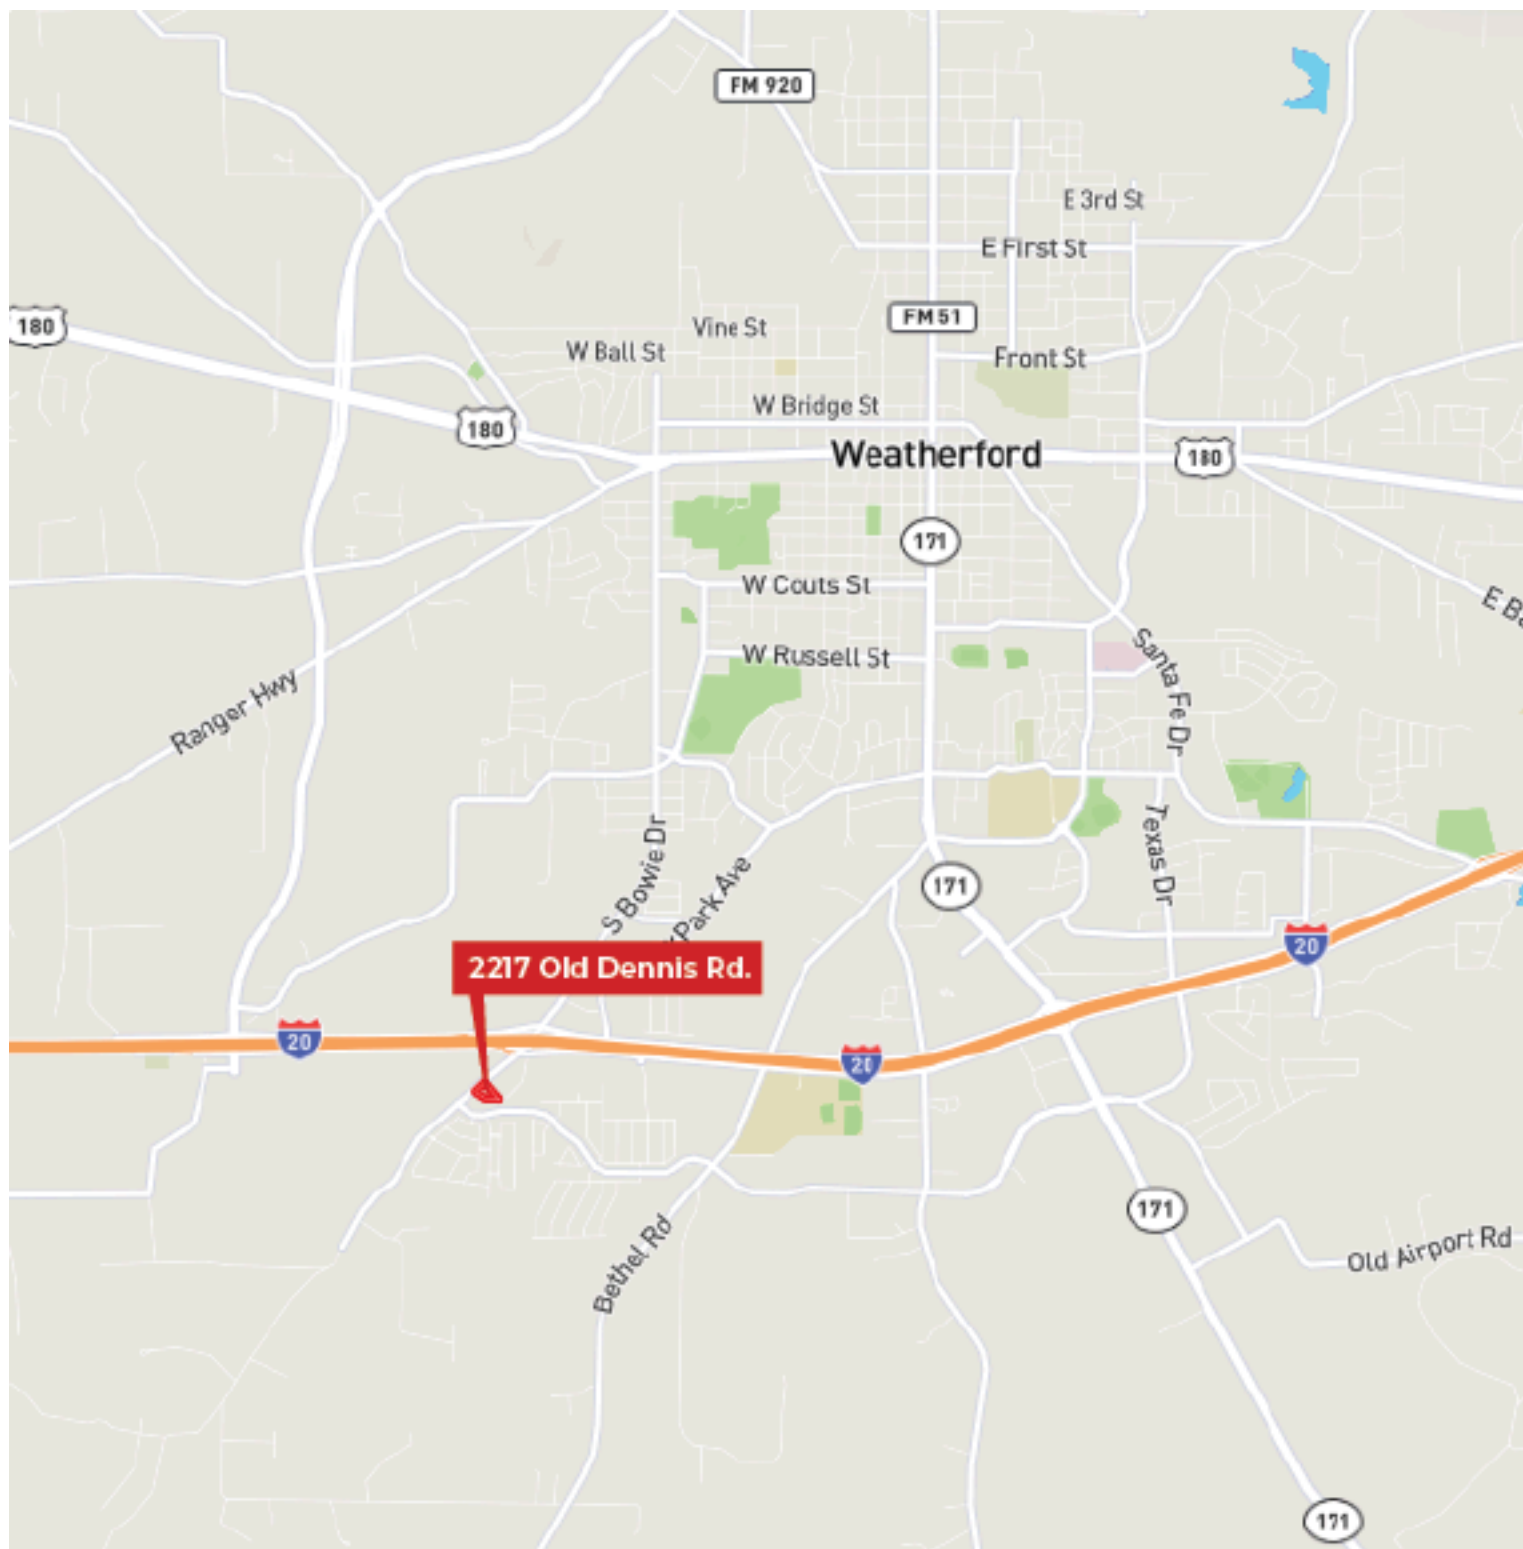 FM 920
E 3rd St
E First St
180
FM 51
Vine St
W Ball St
Front St
W Bridge St
180
Weatherford
180
171
W Couts St
E Ba
Santa Fe Dr
W Russell St
Ranger Hwy
Texas Dr
S Bowie Dr
Park Ave
171
20
2217 Old Dennis Rd.
20
20
171
Old Airport Rd
Bethel Rd
171